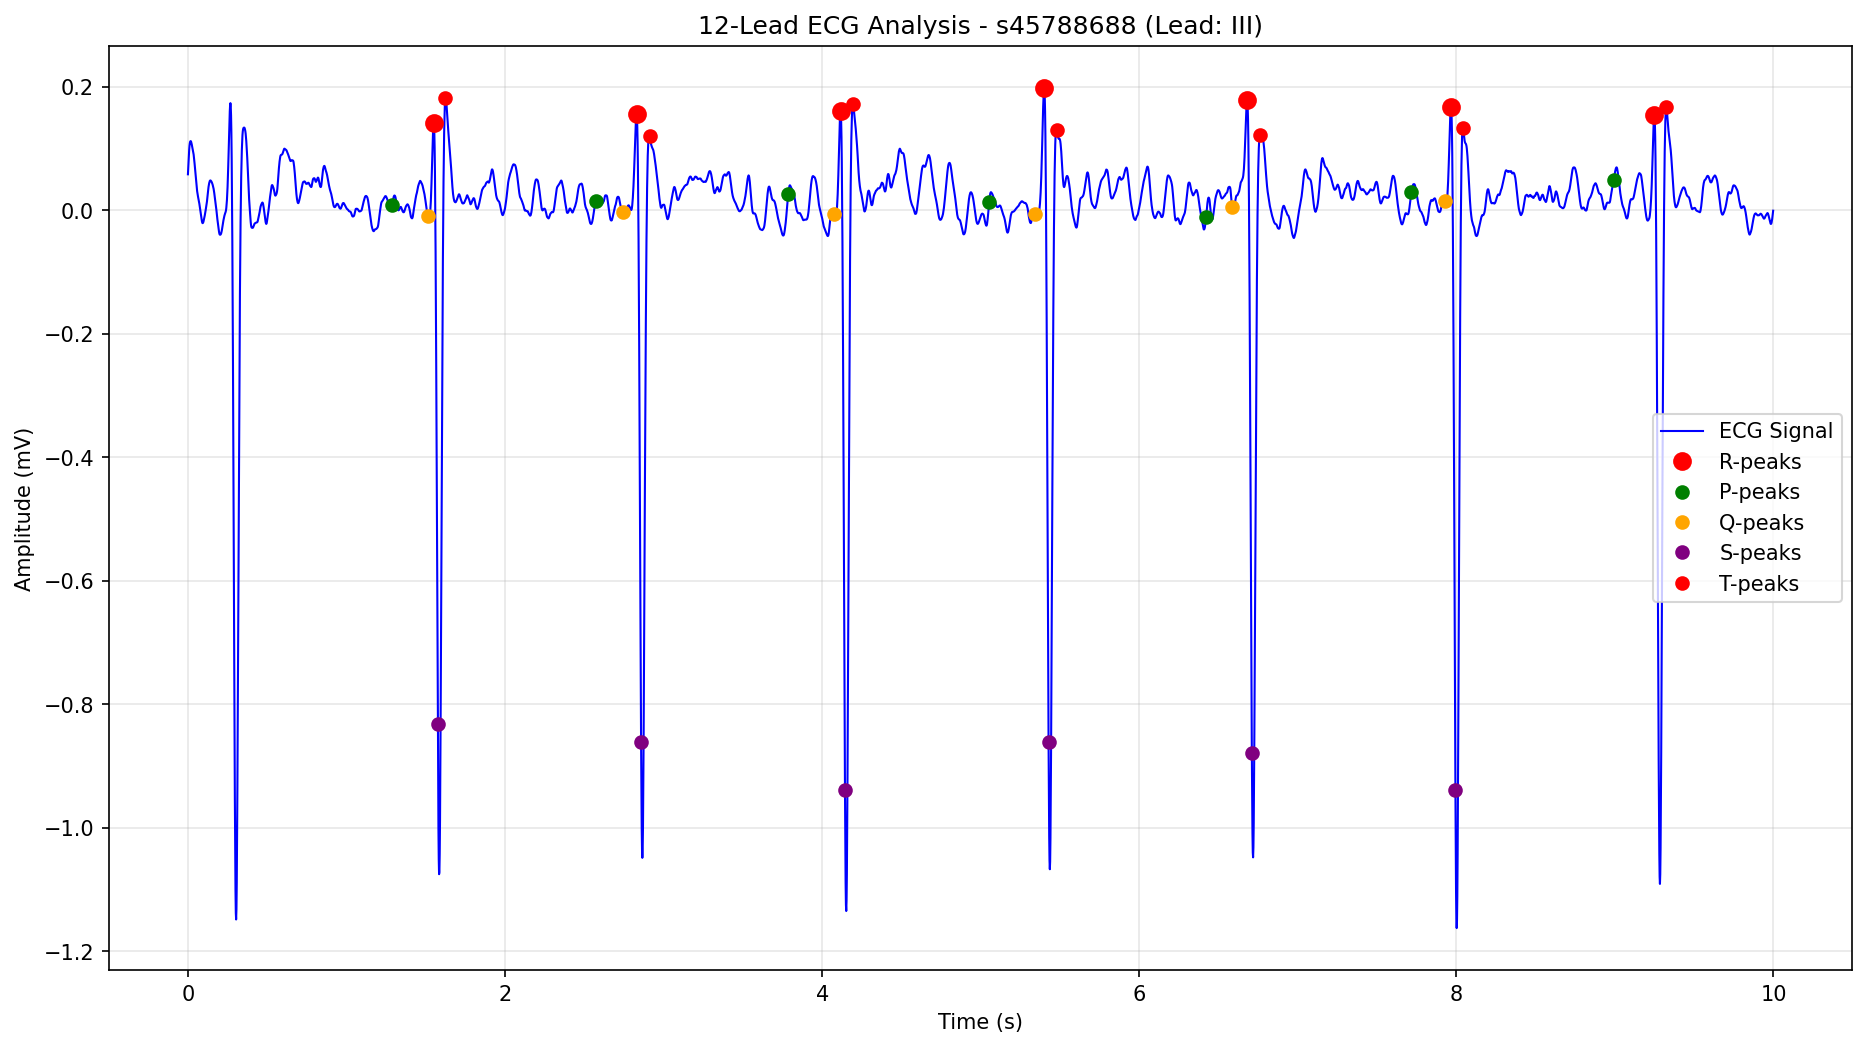 12-Lead ECG Analysis - s45788688 (Lead: III)
Amplitude (mV)
0.2
0.0
−0.2
−0.4
−0.6
−0.8
−1.0
−1.2
ECG Signal
R-peaks
P-peaks
Q-peaks
S-peaks
T-peaks
0 2 4 6 8 10
Time (s)